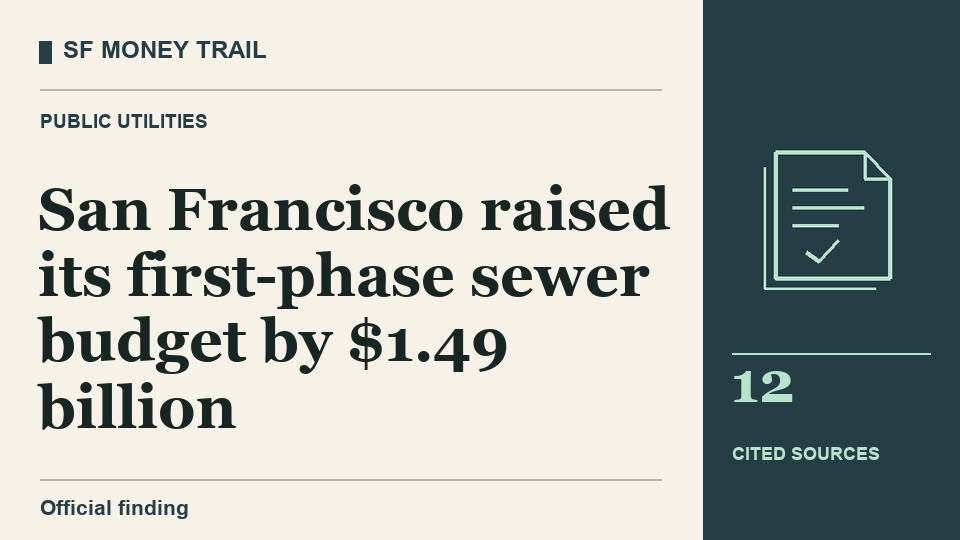 SF MONEY TRAIL
PUBLIC UTILITIES
San Francisco raised
its first-phase sewer
budget by $1.49
billion
Official finding
12
CITED SOURCES